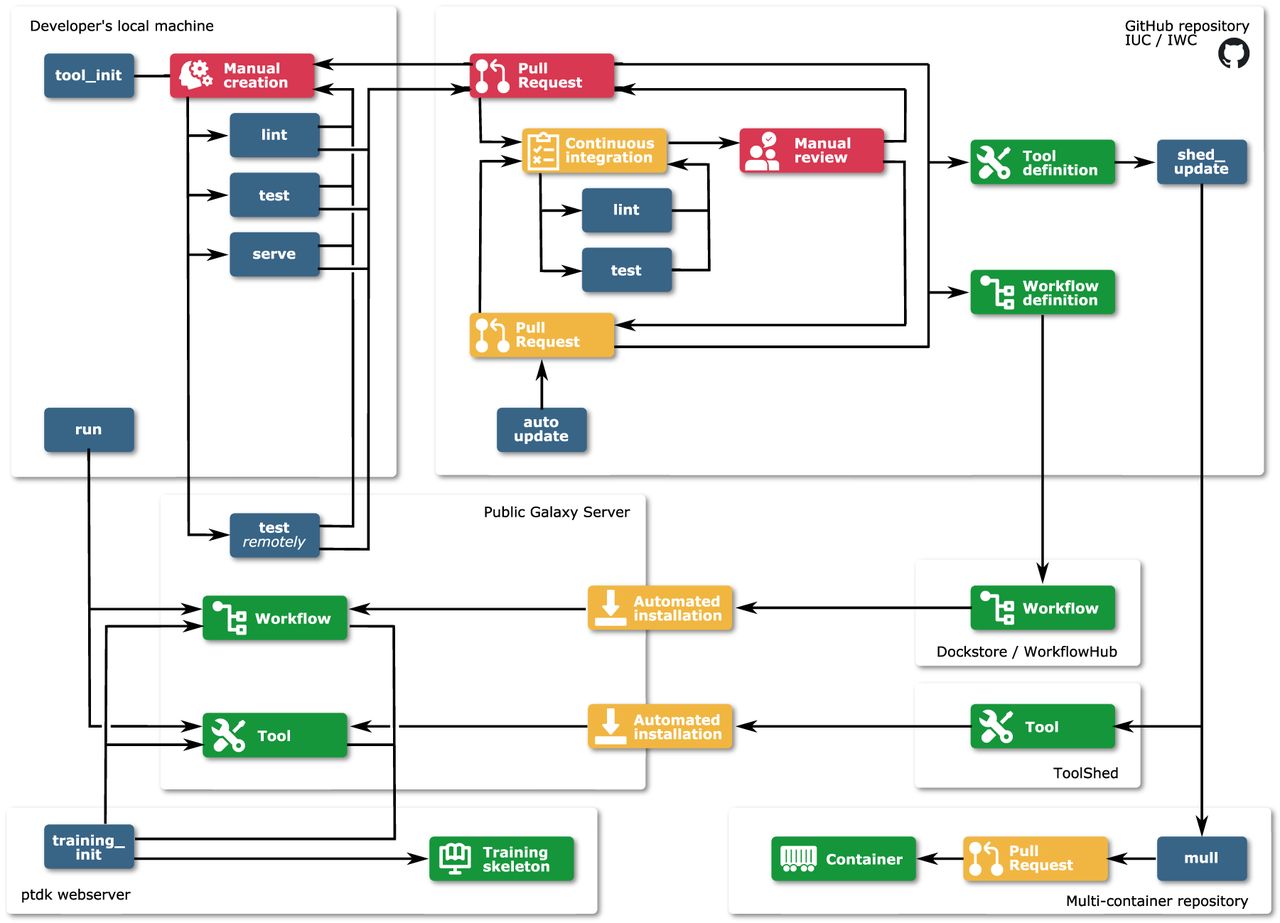 Developer's local machine
tool_init
Manual
creation
lint
test
serve
run
GitHub repository
IUC / IWC
Pull
Request
Continuous
integration
Manual
review
lint
test
Pull
Request
auto
update
Tool
definition
shed_
update
Workflow
definition
Public Galaxy Server
test
remotely
Workflow
Automated
installation
Workflow
Dockstore / WorkflowHub
Tool
Automated
installation
Tool
ToolShed
training_
init
Training
skeleton
ptdk webserver
Container
Pull
Request
mull
Multi-container repository